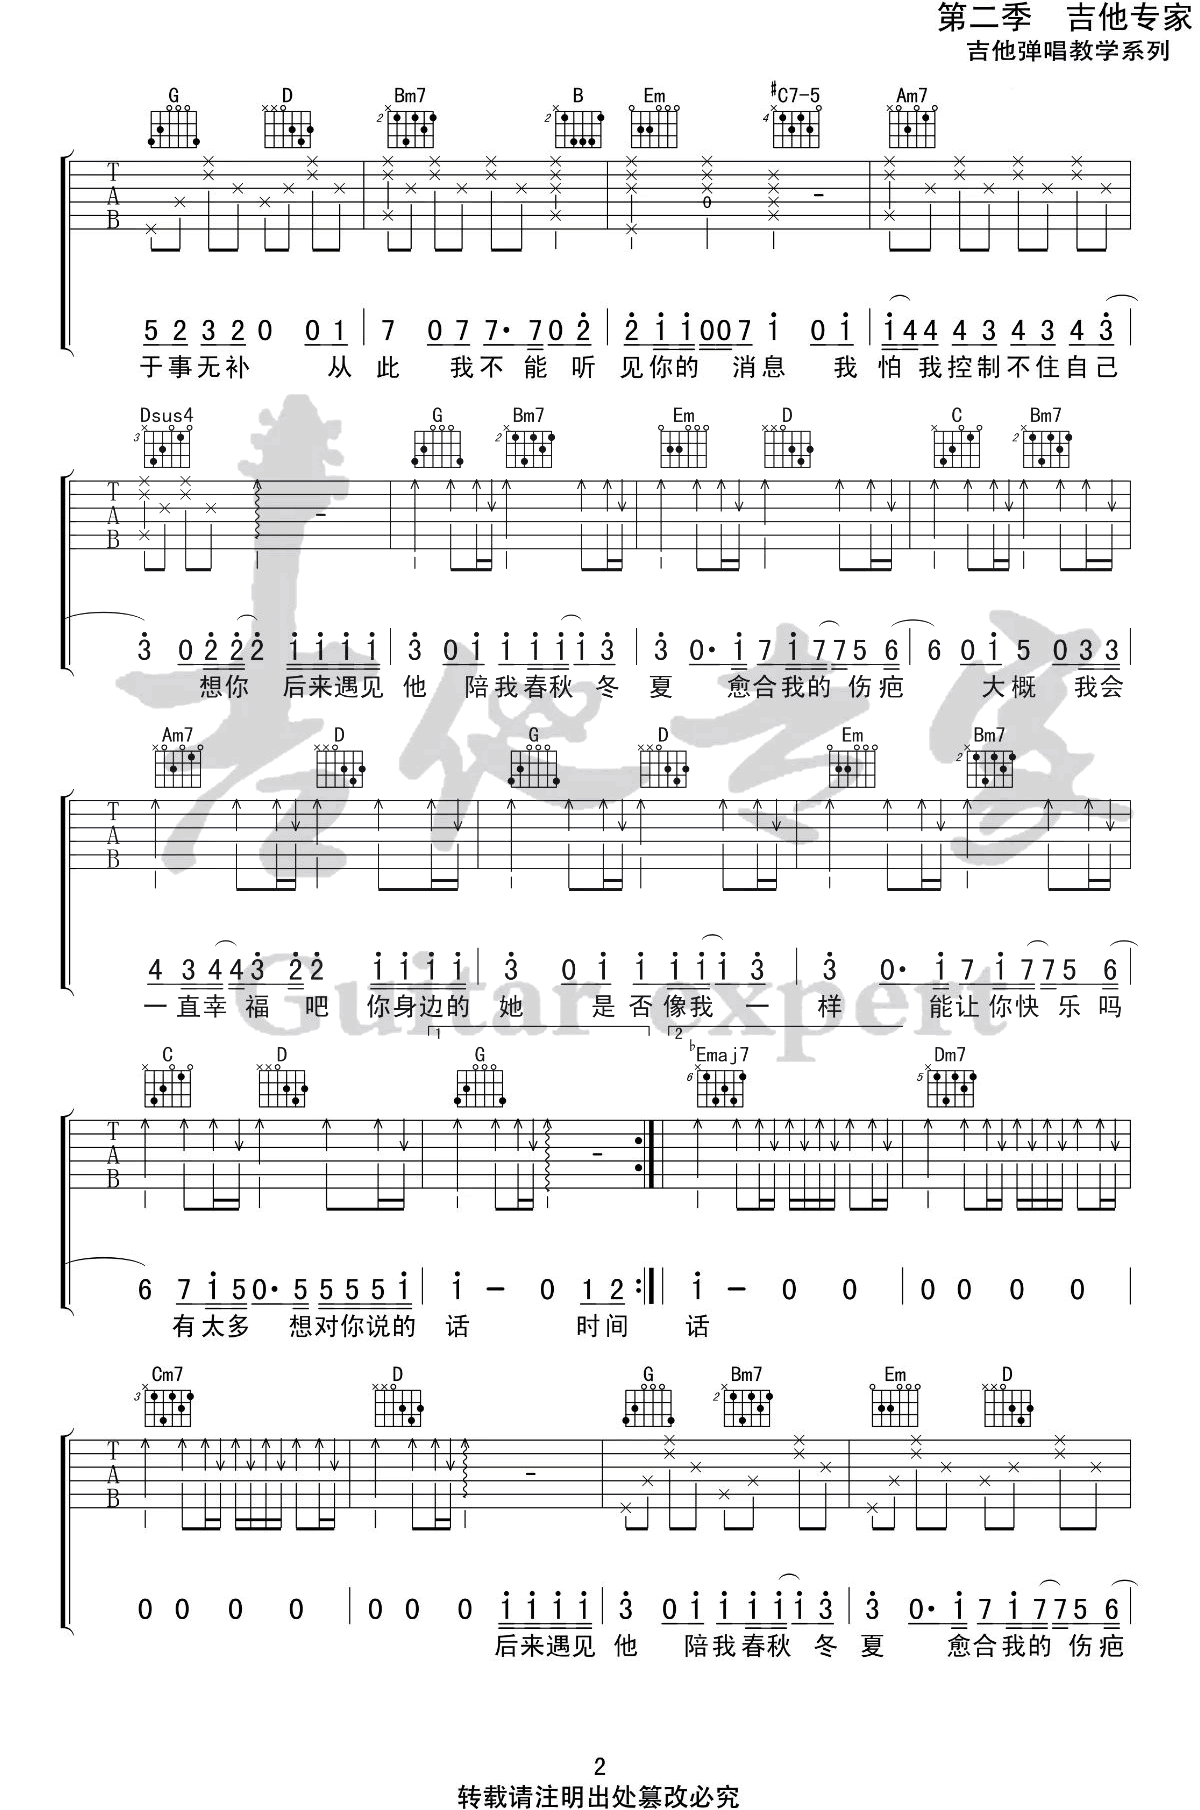 第二季 吉他专家
吉他弹唱教学系列
G D Bm7 B Em #C7-5 Am7
2 2 4
T
A
B
0 -
5 2 3 2 0 0 1 7 0 7 7· 7 0 2 2 1 1 0 0 7 1 0 1 1 4 4 4 3 4 3 4 3
于事无补 从 此 我不 能 听 见你的 消息 我 怕 我控制不住自己
Dsus4 G Bm7 Em D C Bm7
3 2 2
T
A
B
-
3 0 2 2 2 1 1 1 1 3 0 1 1 1 1 1 3 3 0· 1 7 1 7 7 5 6 6 0 1 5 0 3 3
想你 后来遇见 他 陪我春秋 冬 夏 愈合我的 伤疤 大概 我会
Am7 D G D Em Bm7
2
T
A
B
4 3 4 4 3 2 2 1 1 1 1 3 0 1 1 1 1 3 3 0· 1 7 1 7 7 5 6
一直幸 福 吧 你身边的 她 是 否 像我 一 样 能让你快 乐吗
Guitar expert
1 2
C D G bEmaj7 Dm7
6 5
T
A
B
-
6 7 1 5 0· 5 5 5 5 1 1 - 0 1 2 1 - 0 0 0 0 0 0
有太多 想对你说的 话 时间 话
Cm7 D G Bm7 Em D
3 2
T
A
B
-
0 0 0 0 0 0 0 1 1 1 1 3 0 1 1 1 1 1 3 3 0· 1 7 1 7 7 5 6
后来遇见 他 陪我春秋 冬 夏 愈合我的 伤疤
2
转载请注明出处篡改必究